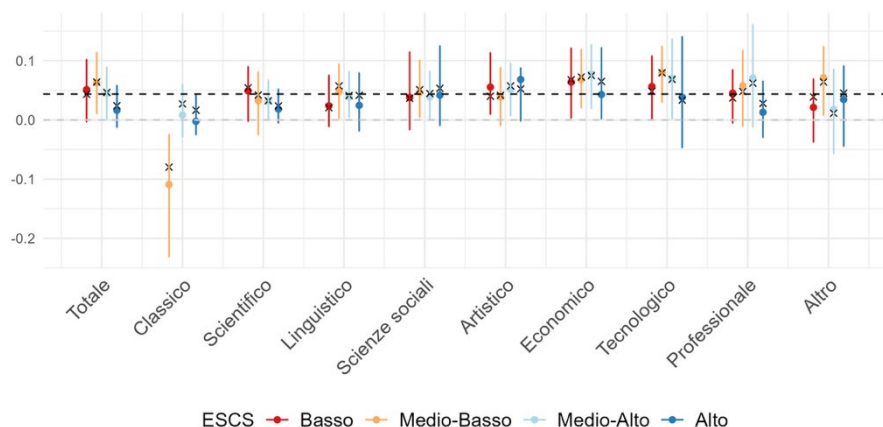 0.1
0.0
-0.1
-0.2
Totale
Classico
Scientifico
Linguistico
Scienze sociali
Artistico
Economico
Tecnologico
Professionale
Altro
ESCS Basso Medio-Basso Medio-Alto Alto